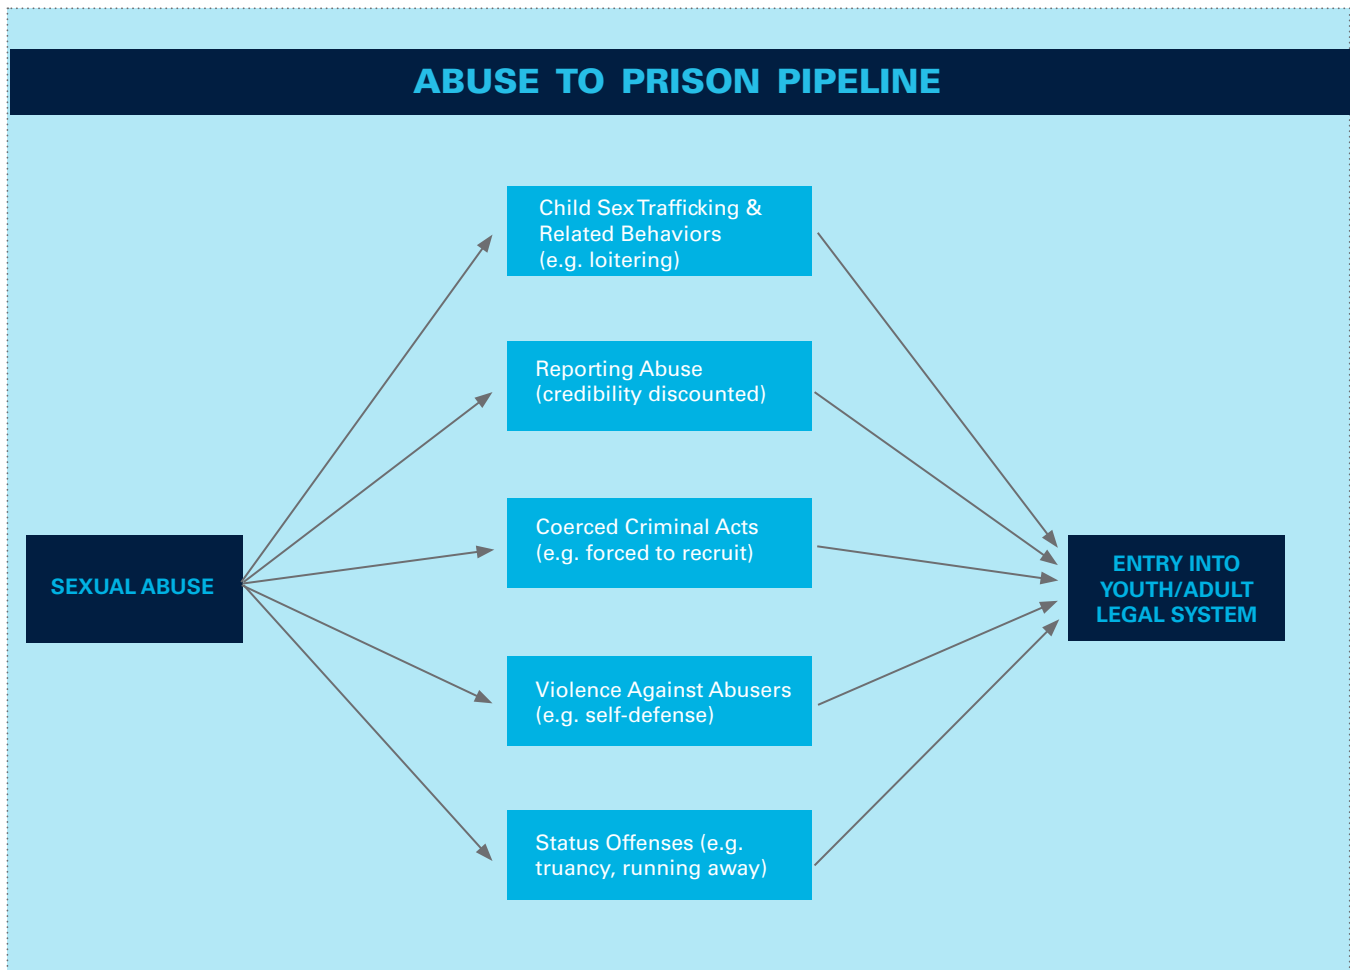 ABUSE TO PRISON PIPELINE
Child Sex Trafficking &
Related Behaviors
(e.g. loitering)
Reporting Abuse
(credibility discounted)
Coerced Criminal Acts
(e.g. forced to recruit)
SEXUAL ABUSE
ENTRY INTO
YOUTH/ADULT
LEGAL SYSTEM
Violence Against Abusers
(e.g. self-defense)
Status Offenses (e.g.
truancy, running away)